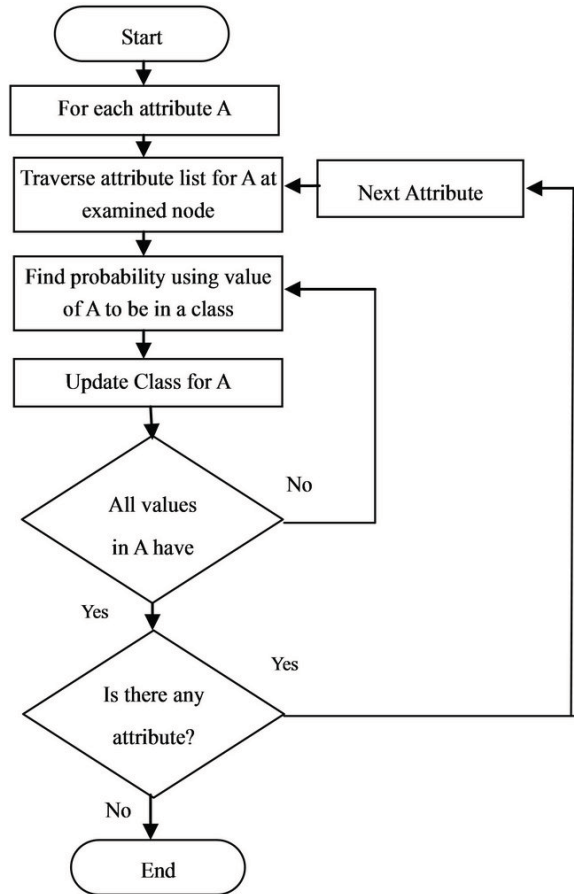 Start
For each attribute A
Traverse attribute list for A at
examined node
Next Attribute
Find probability using value
of A to be in a class
Update Class for A
No
All values
in A have
Yes
Yes
Is there any
attribute?
No
End